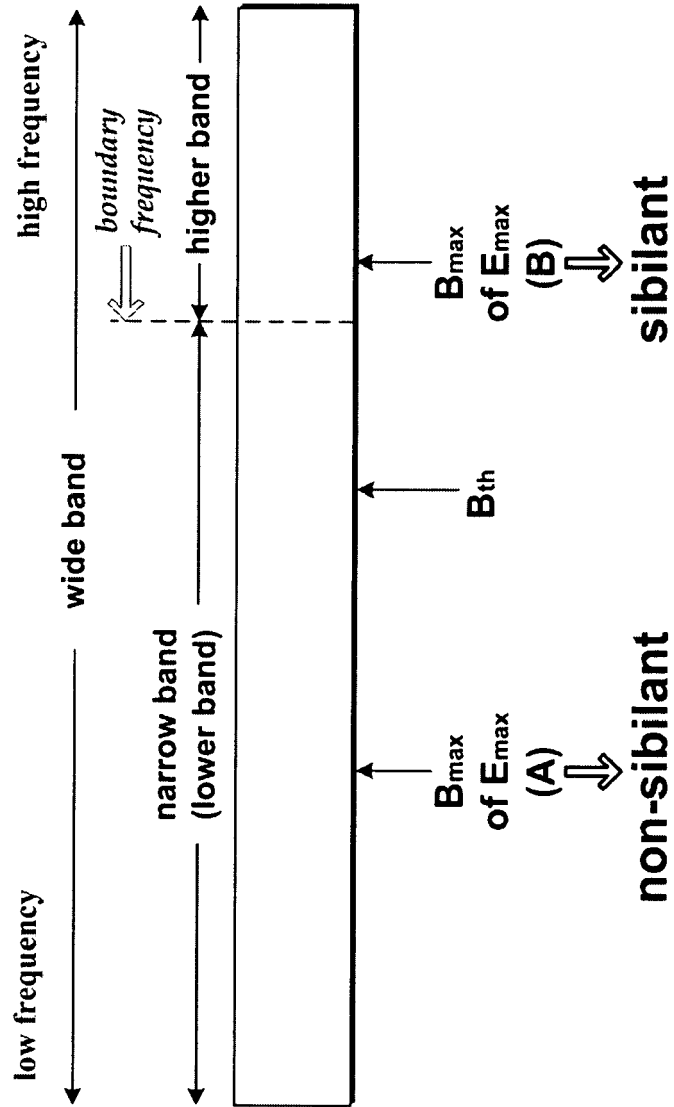 low frequency
high frequency
wide band
boundary
frequency
narrow band
(lower band)
higher band
Bmax
of Emax
(A)
non-sibilant
Bth
Bmax
of Emax
(B)
sibilant